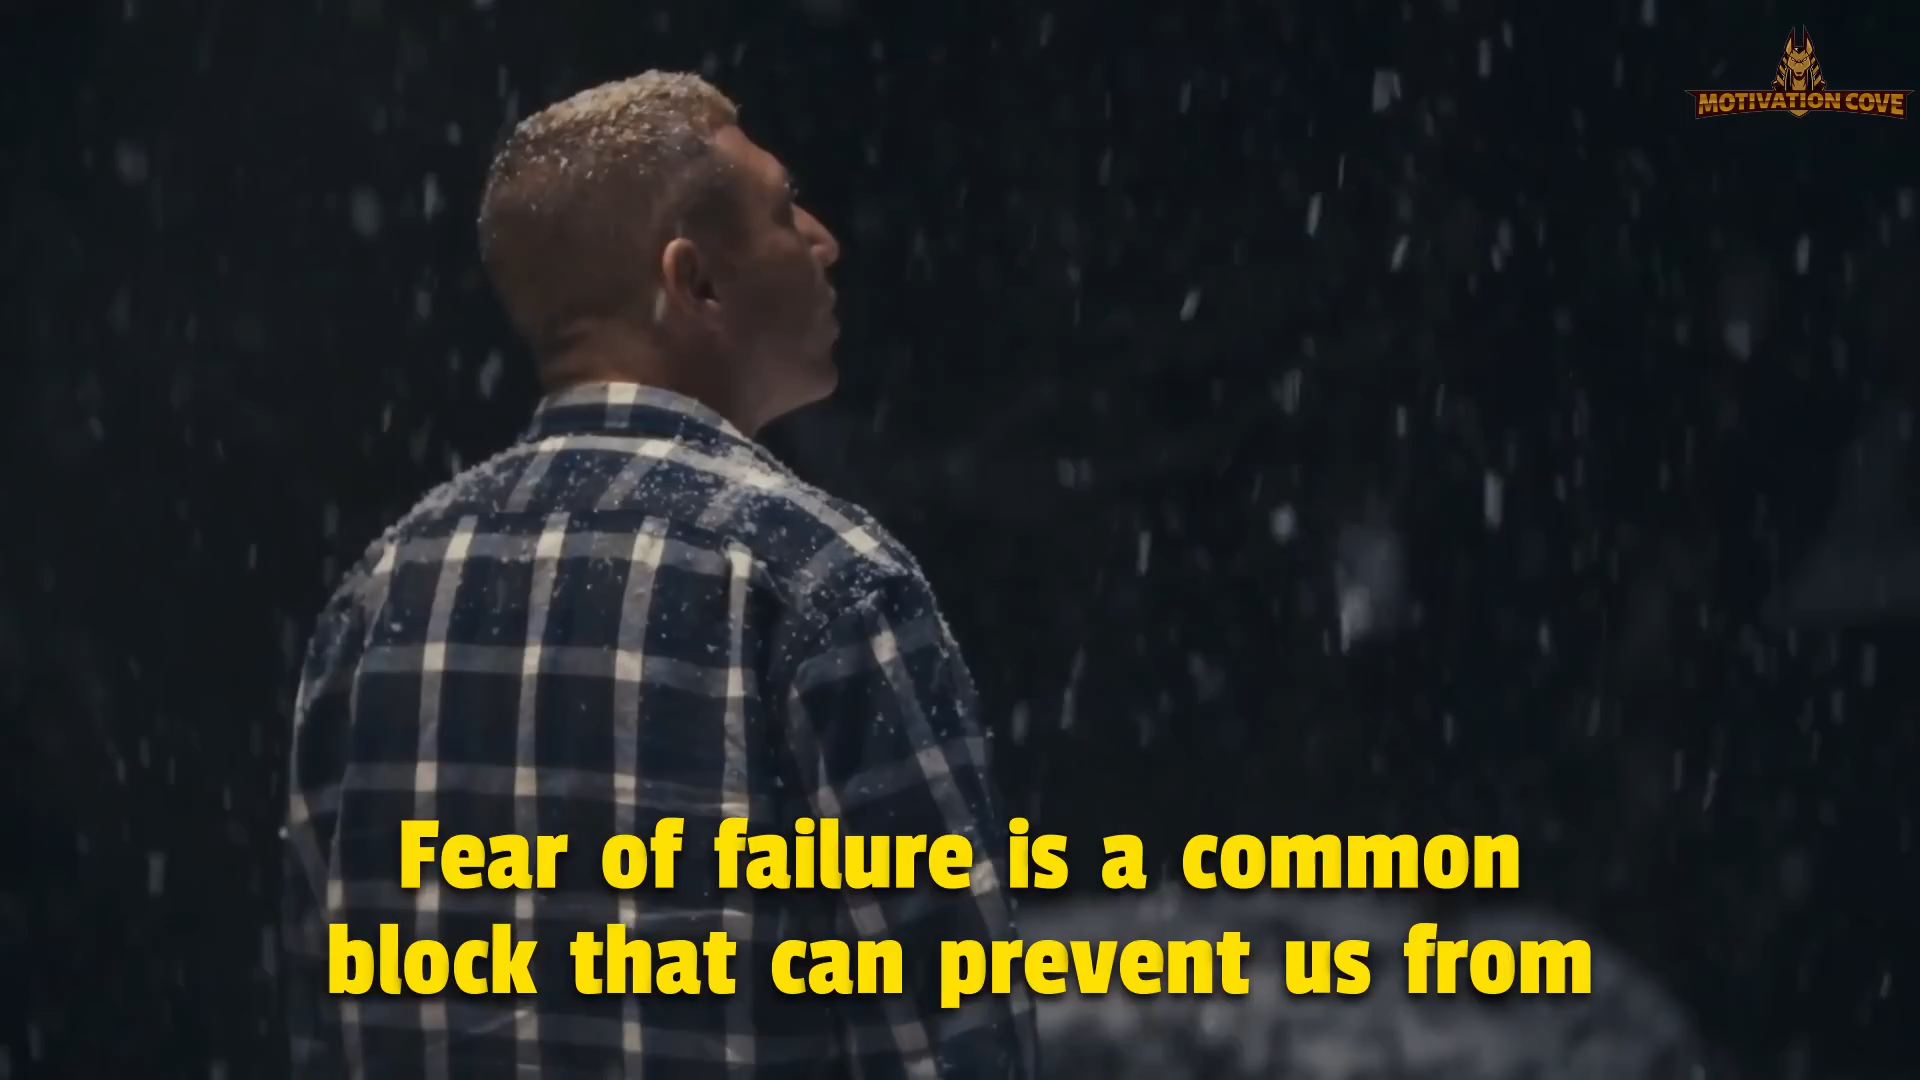 MOTIVATION COVE
Fear of failure is a common
block that can prevent us from